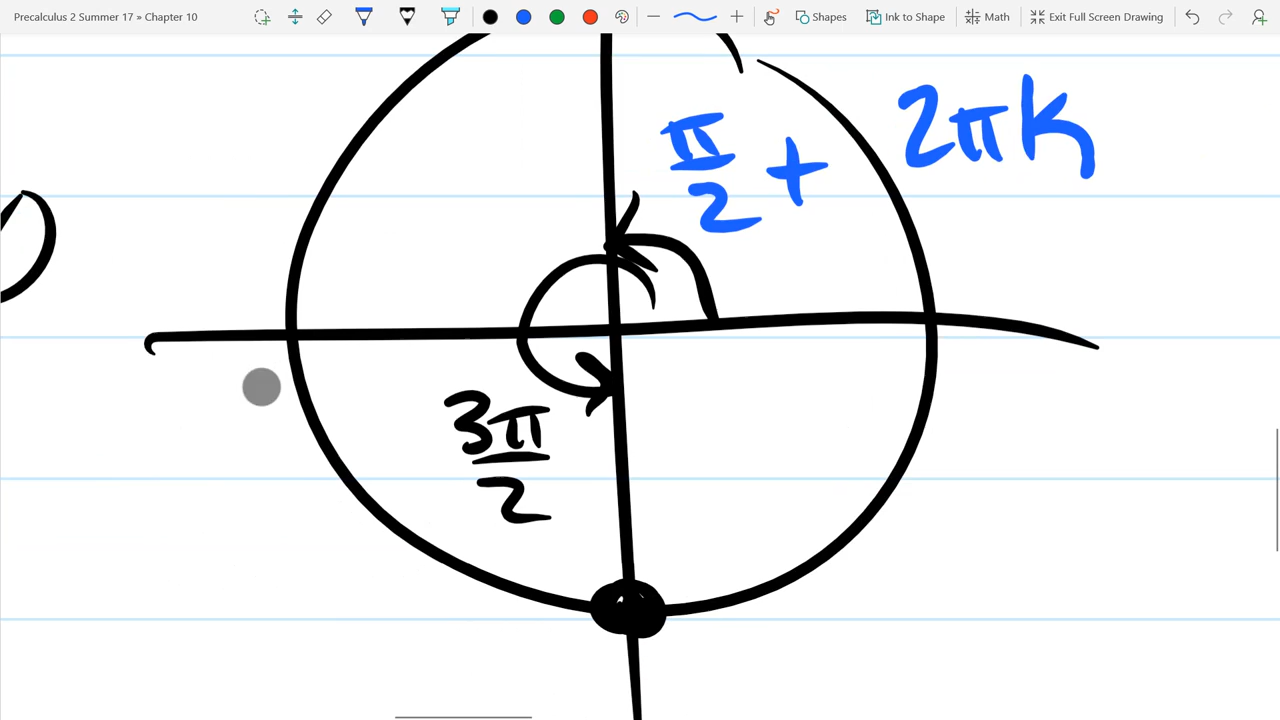 Precalculus 2 Summer 17 » Chapter 10
Shapes
Ink to Shape
Math
Exit Full Screen Drawing
π/2 + 2πk
3π/2